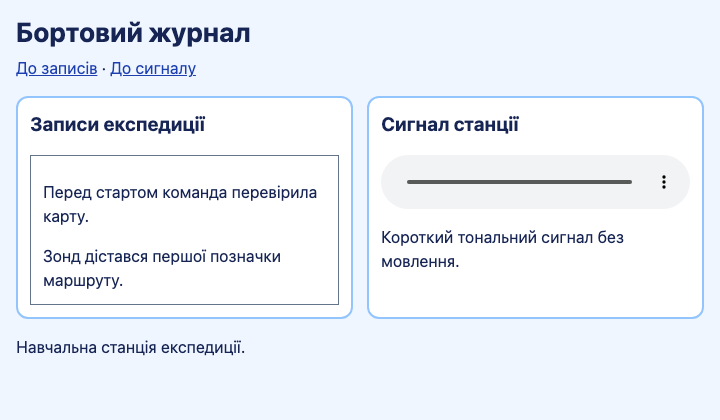 Бортовий журнал
До записів · До сигналу
Записи експедиції
Перед стартом команда перевірила
карту.
Зонд дістався першої позначки
маршруту.
Сигнал станції
Короткий тональний сигнал без
мовлення.
Навчальна станція експедиції.